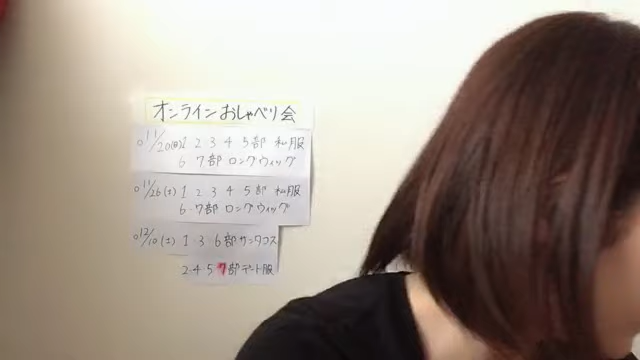 オンラインおしゃべり会
○11/20(日) 1 2 3 4 5部 私服
6 7部 ロングウィッグ
○11/26(土) 1 2 3 4 5部 私服
6 7部 ロングウィッグ
○12/10(土) 1 3 6部 サンタコス
2 4 5 7部 デート服